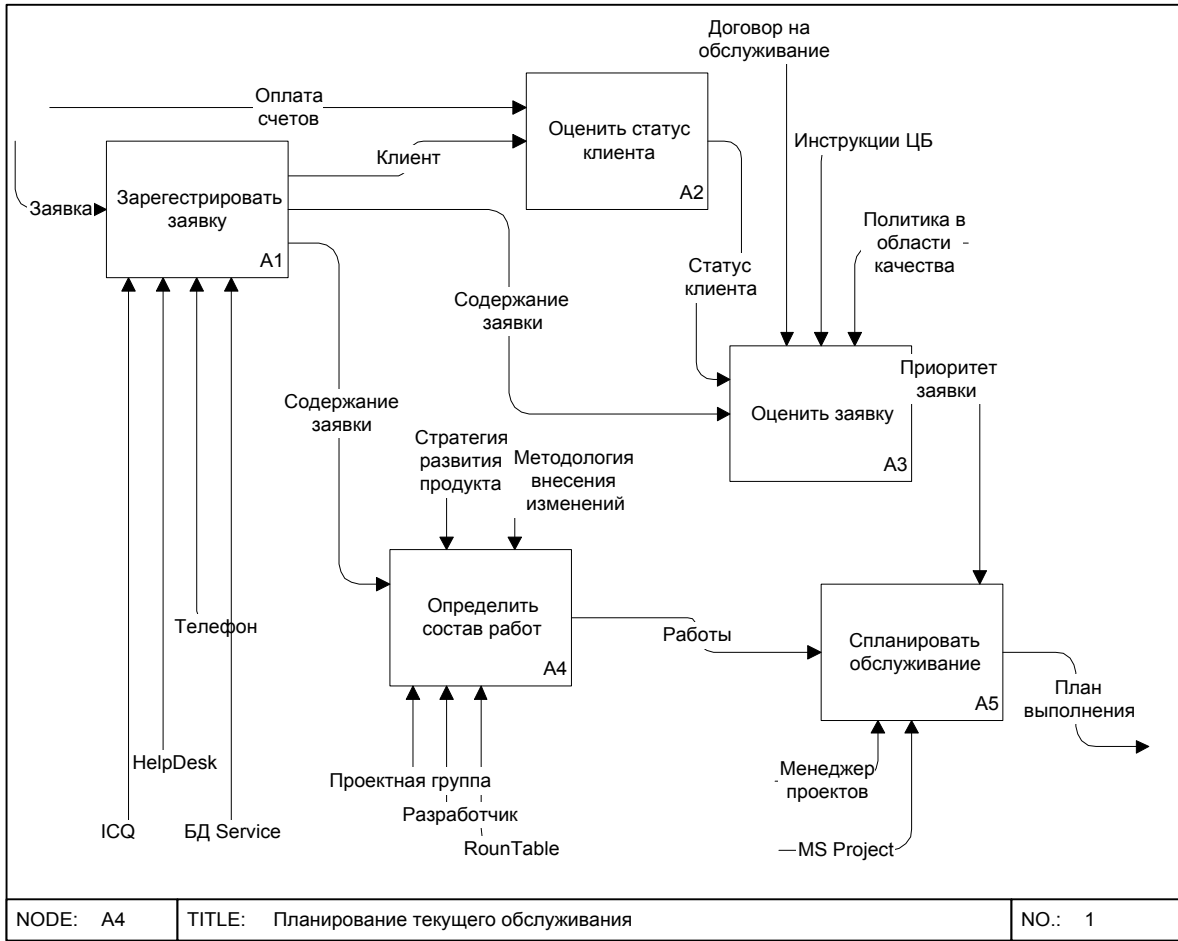 Договор на
обслуживание
Оплата
счетов
Оценить статус
клиента
A2
Инструкции ЦБ
Клиент
Заявка
Зарегестрировать
заявку
A1
Политика в
области
качества
Статус
клиента
Содержание
заявки
Приоритет
заявки
Оценить заявку
A3
Содержание
заявки
Стратегия
развития
продукта
Методология
внесения
изменений
Определить
состав работ
A4
Телефон
Работы
Спланировать
обслуживание
A5
План
выполнения
HelpDesk
Проектная группа
Менеджер
проектов
Разработчик
ICQ
БД Service
RounTable
MS Project
NODE: A4
TITLE: Планирование текущего обслуживания
NO.: 1